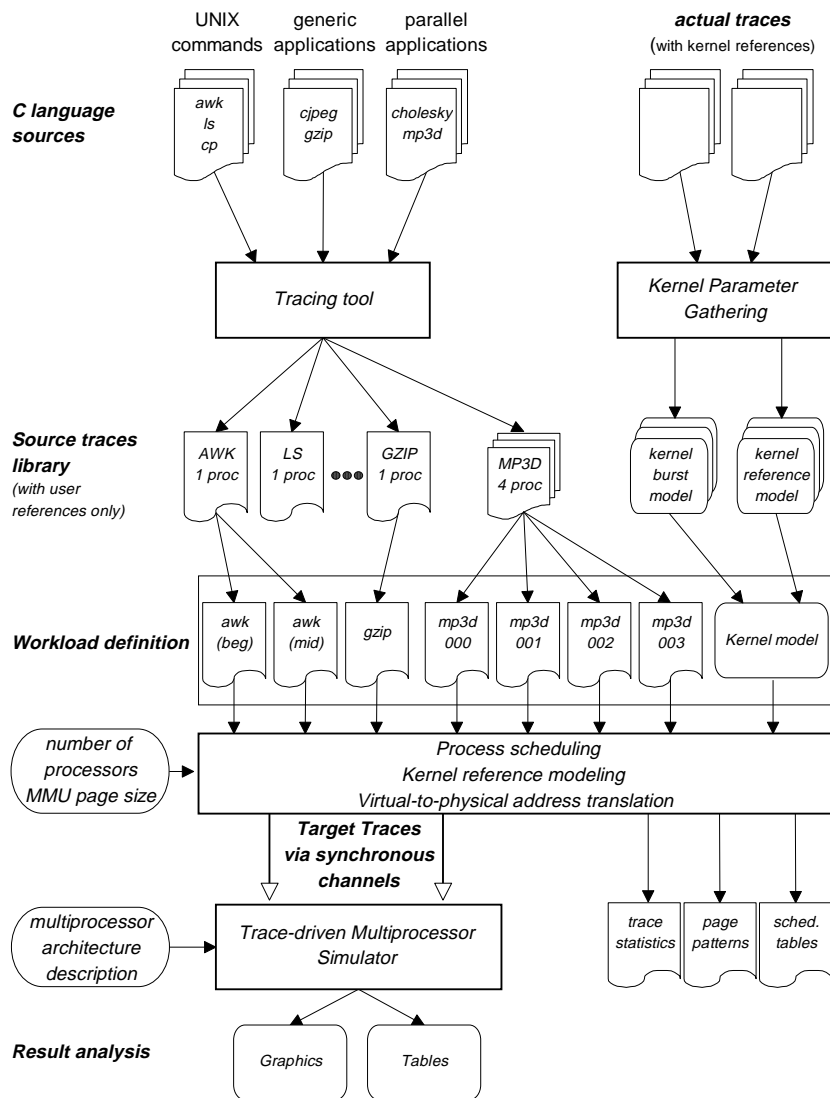 UNIX
commands
generic
applications
parallel
applications
actual traces
(with kernel references)
C language
sources
awk
ls
cp
cjpeg
gzip
cholesky
mp3d
Tracing tool
Kernel Parameter
Gathering
Source traces
library
(with user
references only)
AWK
1 proc
LS
1 proc
GZIP
1 proc
MP3D
4 proc
kernel
burst
model
kernel
reference
model
Workload definition
awk
(beg)
awk
(mid)
gzip
mp3d
000
mp3d
001
mp3d
002
mp3d
003
Kernel model
number of
processors
MMU page size
Process scheduling
Kernel reference modeling
Virtual-to-physical address translation
Target Traces
via synchronous
channels
multiprocessor
architecture
description
Trace-driven Multiprocessor
Simulator
trace
statistics
page
patterns
sched.
tables
Result analysis
Graphics
Tables